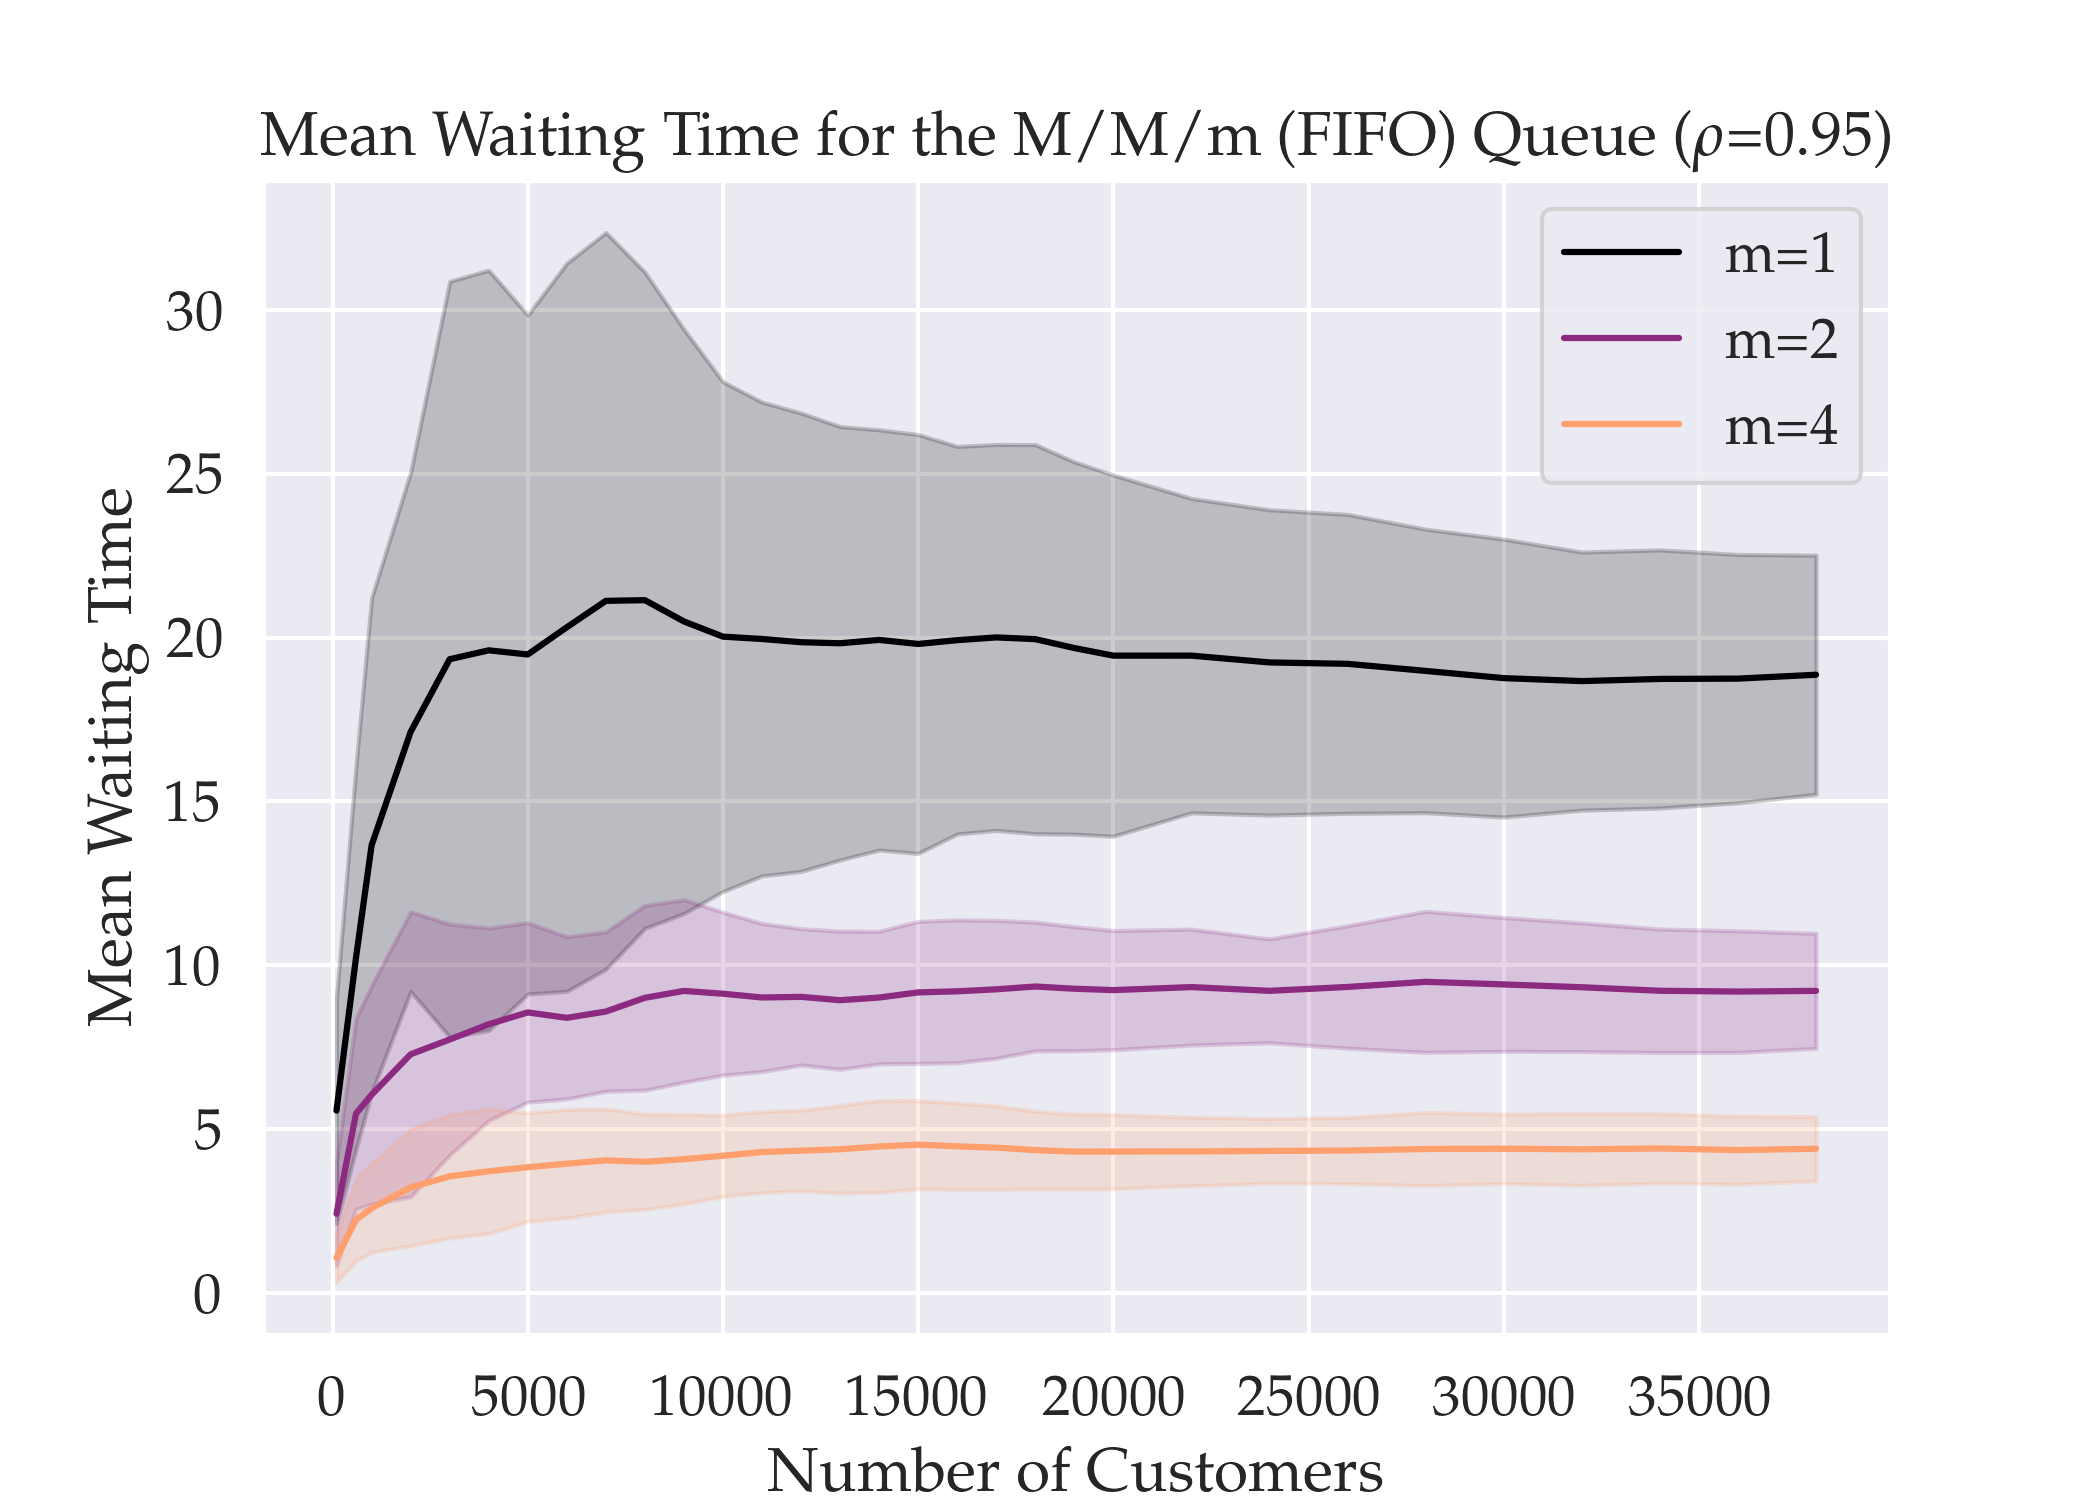 Mean Waiting Time for the M/M/m (FIFO) Queue (ρ=0.95)
m=1
m=2
m=4
Mean Waiting Time
30
25
20
15
10
5
0
0 5000 10000 15000 20000 25000 30000 35000
Number of Customers